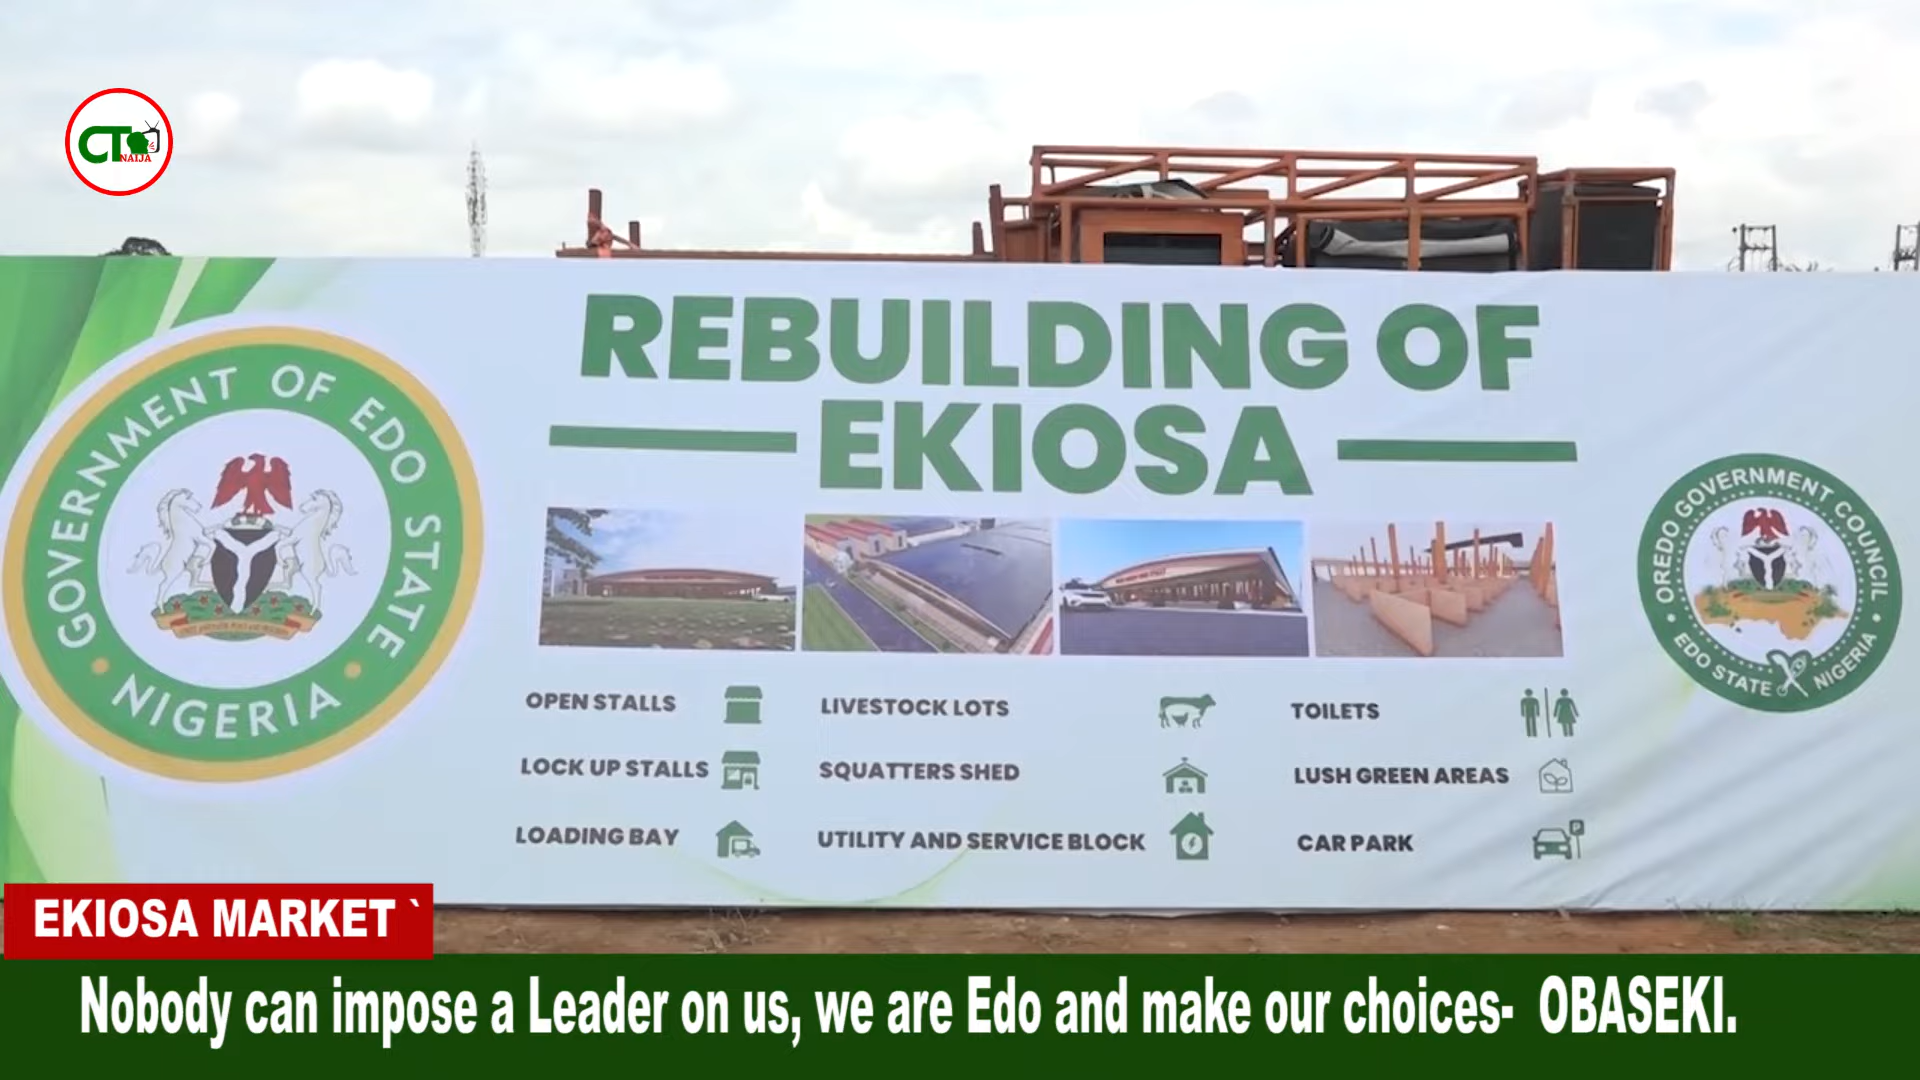 CTO
NAIJA
REBUILDING OF
EKIOSA
GOVERNMENT OF EDO STATE
• NIGERIA •
OREDO GOVERNMENT COUNCIL
• EDO STATE NIGERIA •
OPEN STALLS
LIVESTOCK LOTS
TOILETS
LOCK UP STALLS
SQUATTERS SHED
LUSH GREEN AREAS
LOADING BAY
UTILITY AND SERVICE BLOCK
CAR PARK
P
EKIOSA MARKET `
Nobody can impose a Leader on us, we are Edo and make our choices- OBASEKI.